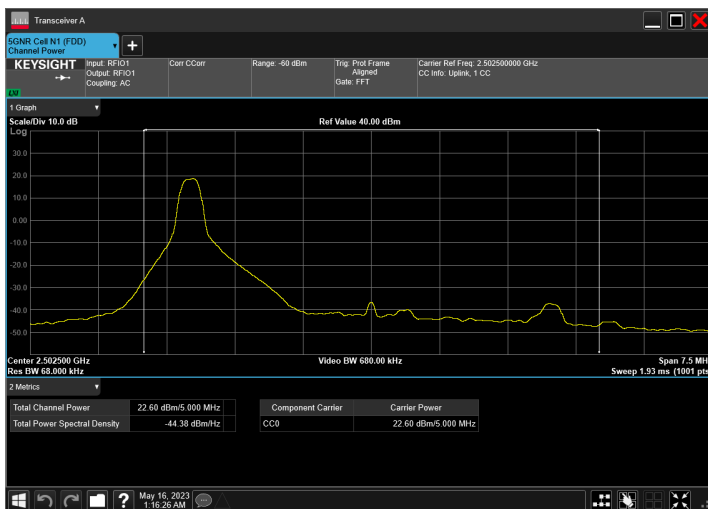 Transceiver A
5GNR Cell N1 (FDD)
Channel Power
KEYSIGHT
Input: RFIO1
Output: RFIO1
Coupling: AC
Corr CCorr
Range: -60 dBm
Trig: Prot Frame
Aligned
Gate: FFT
Carrier Ref Freq: 2.502500000 GHz
CC Info: Uplink, 1 CC
LXI
1 Graph
Scale/Div 10.0 dB
Ref Value 40.00 dBm
Log
30.0
20.0
10.0
0.00
-10.0
-20.0
-30.0
-40.0
-50.0
Center 2.502500 GHz
Video BW 680.00 kHz
Span 7.5 MH
Res BW 68.000 kHz
Sweep 1.93 ms (1001 pts
2 Metrics
Total Channel Power 22.60 dBm/5.000 MHz
Total Power Spectral Density -44.38 dBm/Hz
Component Carrier Carrier Power
CC0 22.60 dBm/5.000 MHz
?
May 16, 2023
1:16:26 AM